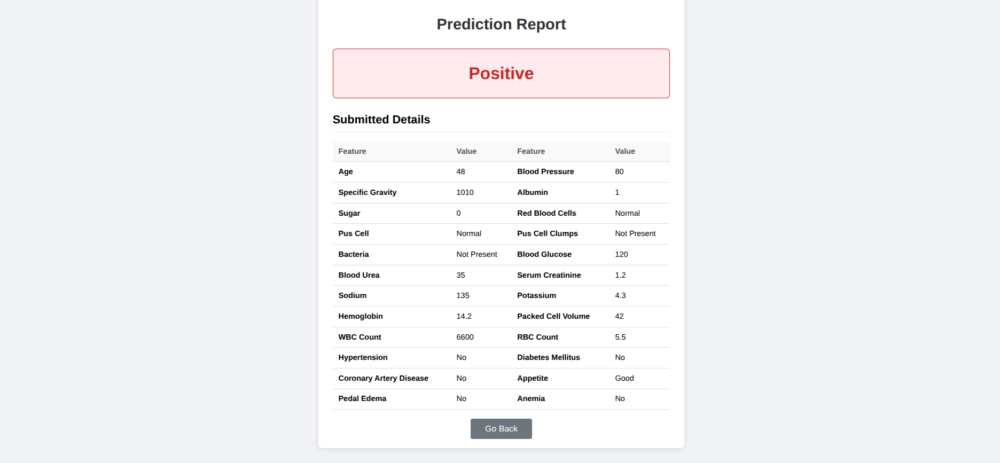 Prediction Report
Positive
Submitted Details
Feature Value Feature Value
Age 48 Blood Pressure 80
Specific Gravity 1010 Albumin 1
Sugar 0 Red Blood Cells Normal
Pus Cell Normal Pus Cell Clumps Not Present
Bacteria Not Present Blood Glucose 120
Blood Urea 35 Serum Creatinine 1.2
Sodium 135 Potassium 4.3
Hemoglobin 14.2 Packed Cell Volume 42
WBC Count 6600 RBC Count 5.5
Hypertension No Diabetes Mellitus No
Coronary Artery Disease No Appetite Good
Pedal Edema No Anemia No
Go Back